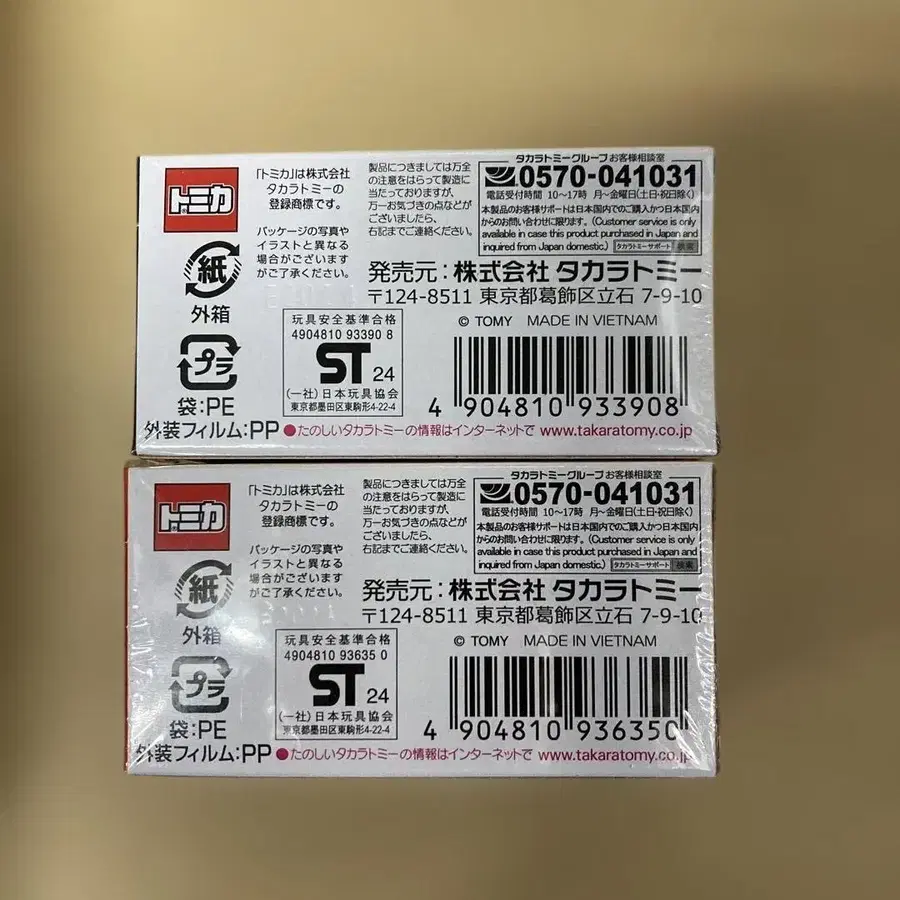 トミカ
「トミカ」は株式会社
タカラトミーの
登録商標です。
パッケージの写真や
イラストと異なる
場合がございます
がご了承ください。
製品につきましては万全
の注意をはらって製造に
当たっておりますが、
万一お気づきの点などが
ございましたら、
右記までご連絡ください。
タカラトミーグループ お客様相談室
0570-041031
電話受付時間 10〜17時 月〜金曜日(土日・祝日除く)
本製品のお客様サポートは日本国内でのご購入かつ日本国内
からのお問い合わせに限ります。(Customer service is only
available in case this product purchased in Japan and
inquired from Japan domestic.) タカラトミーサポート 検索
紙
外箱
プラ
袋:PE
外装フィルム:PP
発売元:株式会社 タカラトミー
〒124-8511 東京都葛飾区立石 7-9-10
玩具安全基準合格
4904810 93390 8
ST 24
(一社)日本玩具協会
東京都墨田区東駒形4-22-4
© TOMY MADE IN VIETNAM
4 904810 933908
●たのしいタカラトミーの情報はインターネットで www.takaratomy.co.jp
トミカ
「トミカ」は株式会社
タカラトミーの
登録商標です。
パッケージの写真や
イラストと異なる
場合がございます
がご了承ください。
製品につきましては万全
の注意をはらって製造に
当たっておりますが、
万一お気づきの点などが
ございましたら、
右記までご連絡ください。
タカラトミーグループ お客様相談室
0570-041031
電話受付時間 10〜17時 月〜金曜日(土日・祝日除く)
本製品のお客様サポートは日本国内でのご購入かつ日本国内
からのお問い合わせに限ります。(Customer service is only
available in case this product purchased in Japan and
inquired from Japan domestic.) タカラトミーサポート 検索
紙
外箱
プラ
袋:PE
外装フィルム:PP
発売元:株式会社 タカラトミー
〒124-8511 東京都葛飾区立石 7-9-10
玩具安全基準合格
4904810 93635 0
ST 24
(一社)日本玩具協会
東京都墨田区東駒形4-22-4
© TOMY MADE IN VIETNAM
4 904810 936350
●たのしいタカラトミーの情報はインターネットで www.takaratomy.co.jp